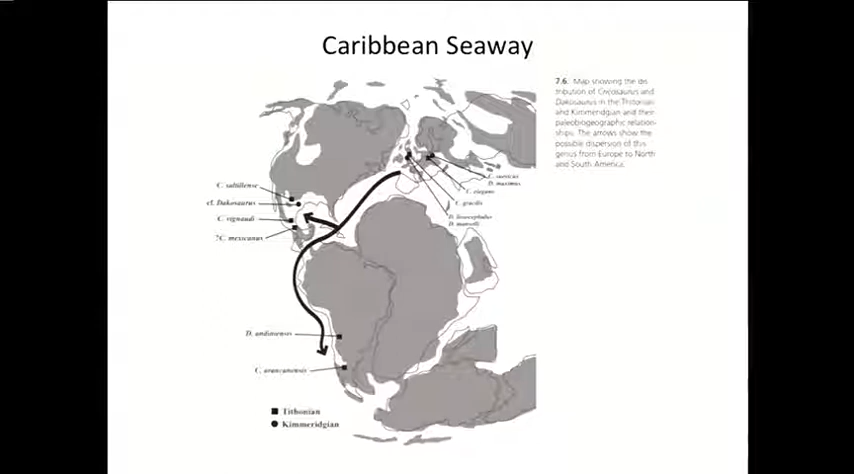 Caribbean Seaway
7.6. Map showing the dis
tribution of Cricosaurus and
Dakosaurus in the Tithonian
and Kimmeridgian and their
paleobiogeographic relation-
ships. The arrows show the
possible dispersion of this
genus from Europe to North
and South America.
C. suevicus
D. maximus
C. elegans
C. gracilis
D. manselii
C. saltillense
cf. Dakosaurus
C. vignaudi
?C. mexicanus
D. andiniensis
C. araucanensis
Tithonian
Kimmeridgian